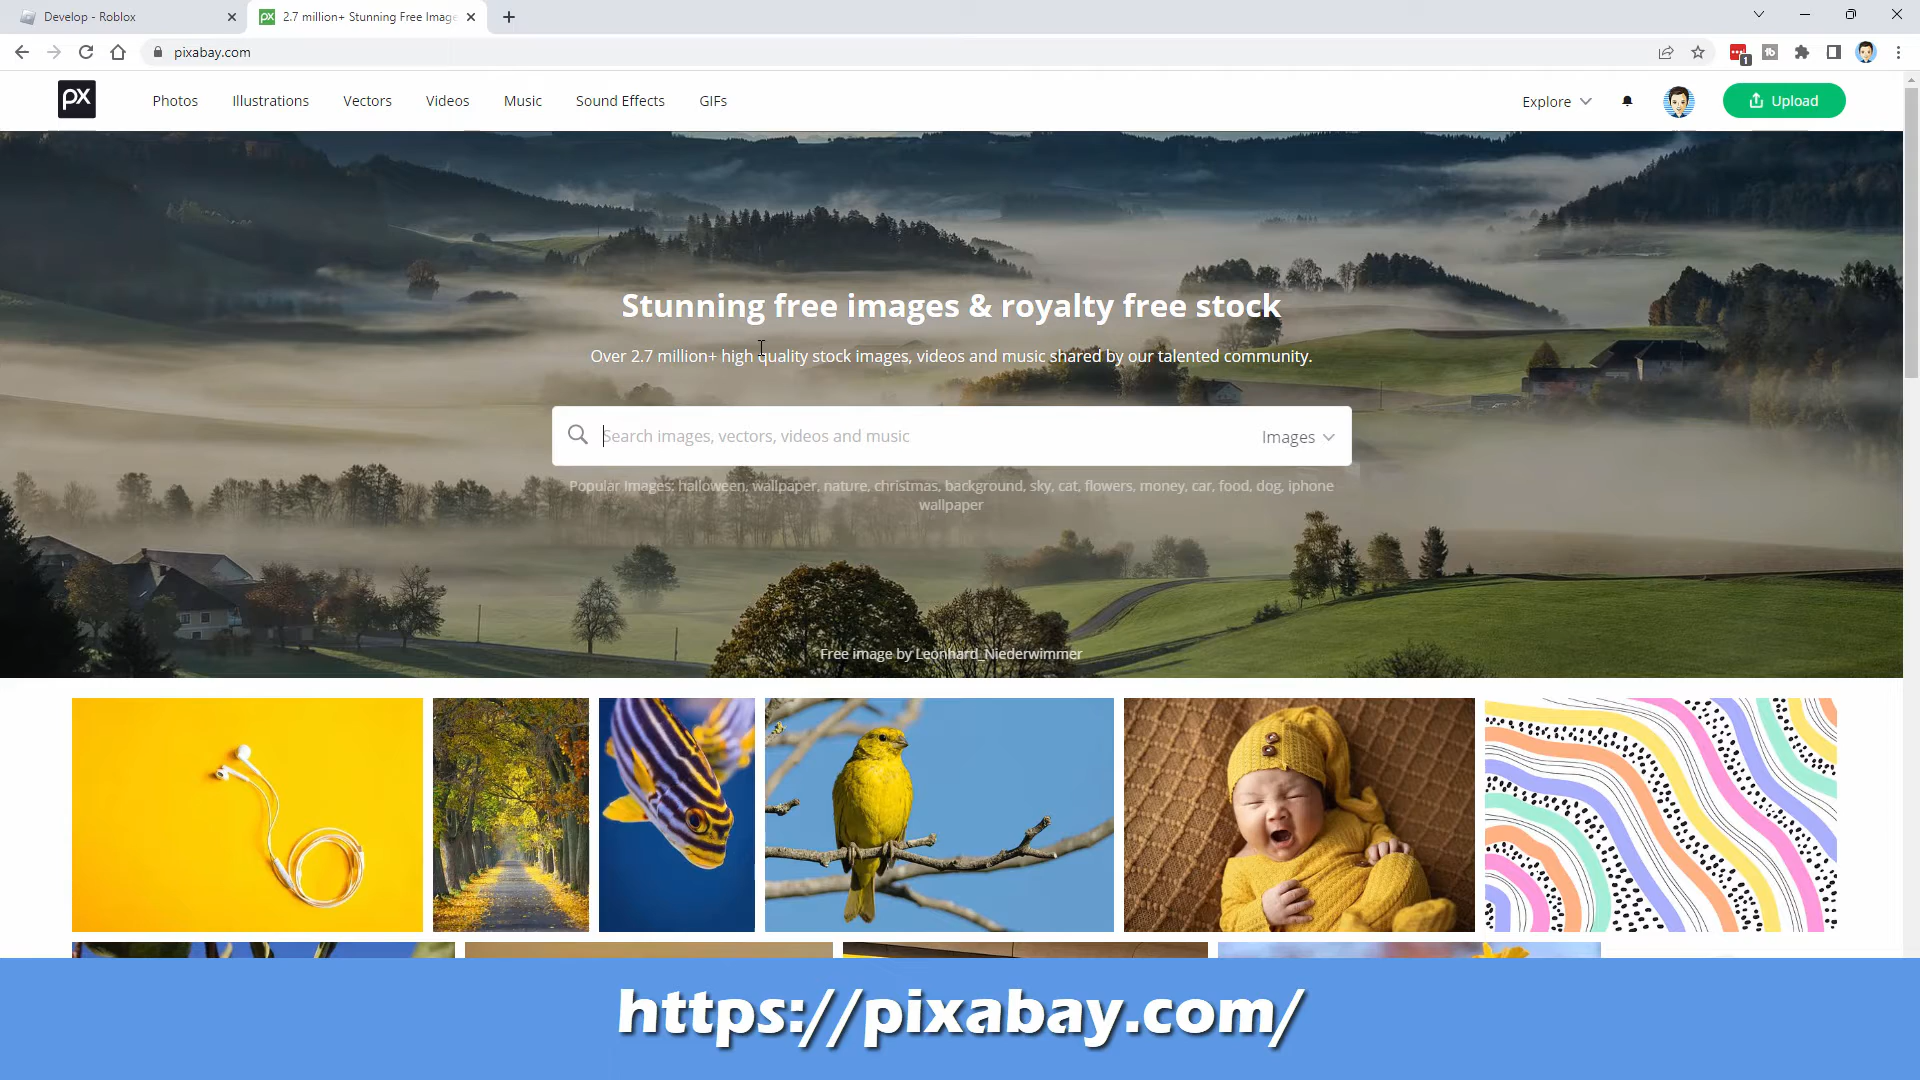 Develop - Roblox
2.7 million+ Stunning Free Image
pixabay.com
1
px
Photos
Illustrations
Vectors
Videos
Music
Sound Effects
GIFs
Explore
Upload
Stunning free images & royalty free stock
Over 2.7 million+ high quality stock images, videos and music shared by our talented community.
Search images, vectors, videos and music
Images
Popular Images: halloween, wallpaper, nature, christmas, background, sky, cat, flowers, money, car, food, dog, iphone
wallpaper
Free image by Leonhard_Niederwimmer
https://pixabay.com/